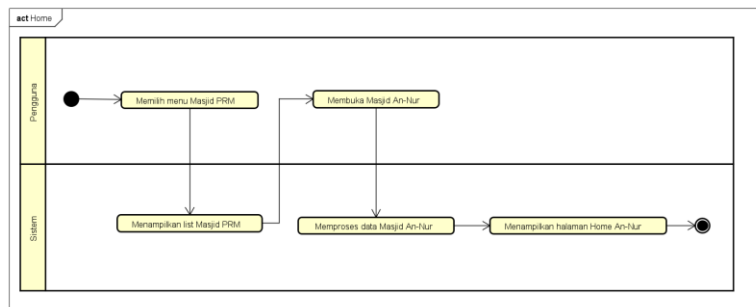 act Home
Pengguna
Memilih menu Masjid PRM
Membuka Masjid An-Nur
Sistem
Menampilkan list Masjid PRM
Memproses data Masjid An-Nur
Menampilkan halaman Home An-Nur